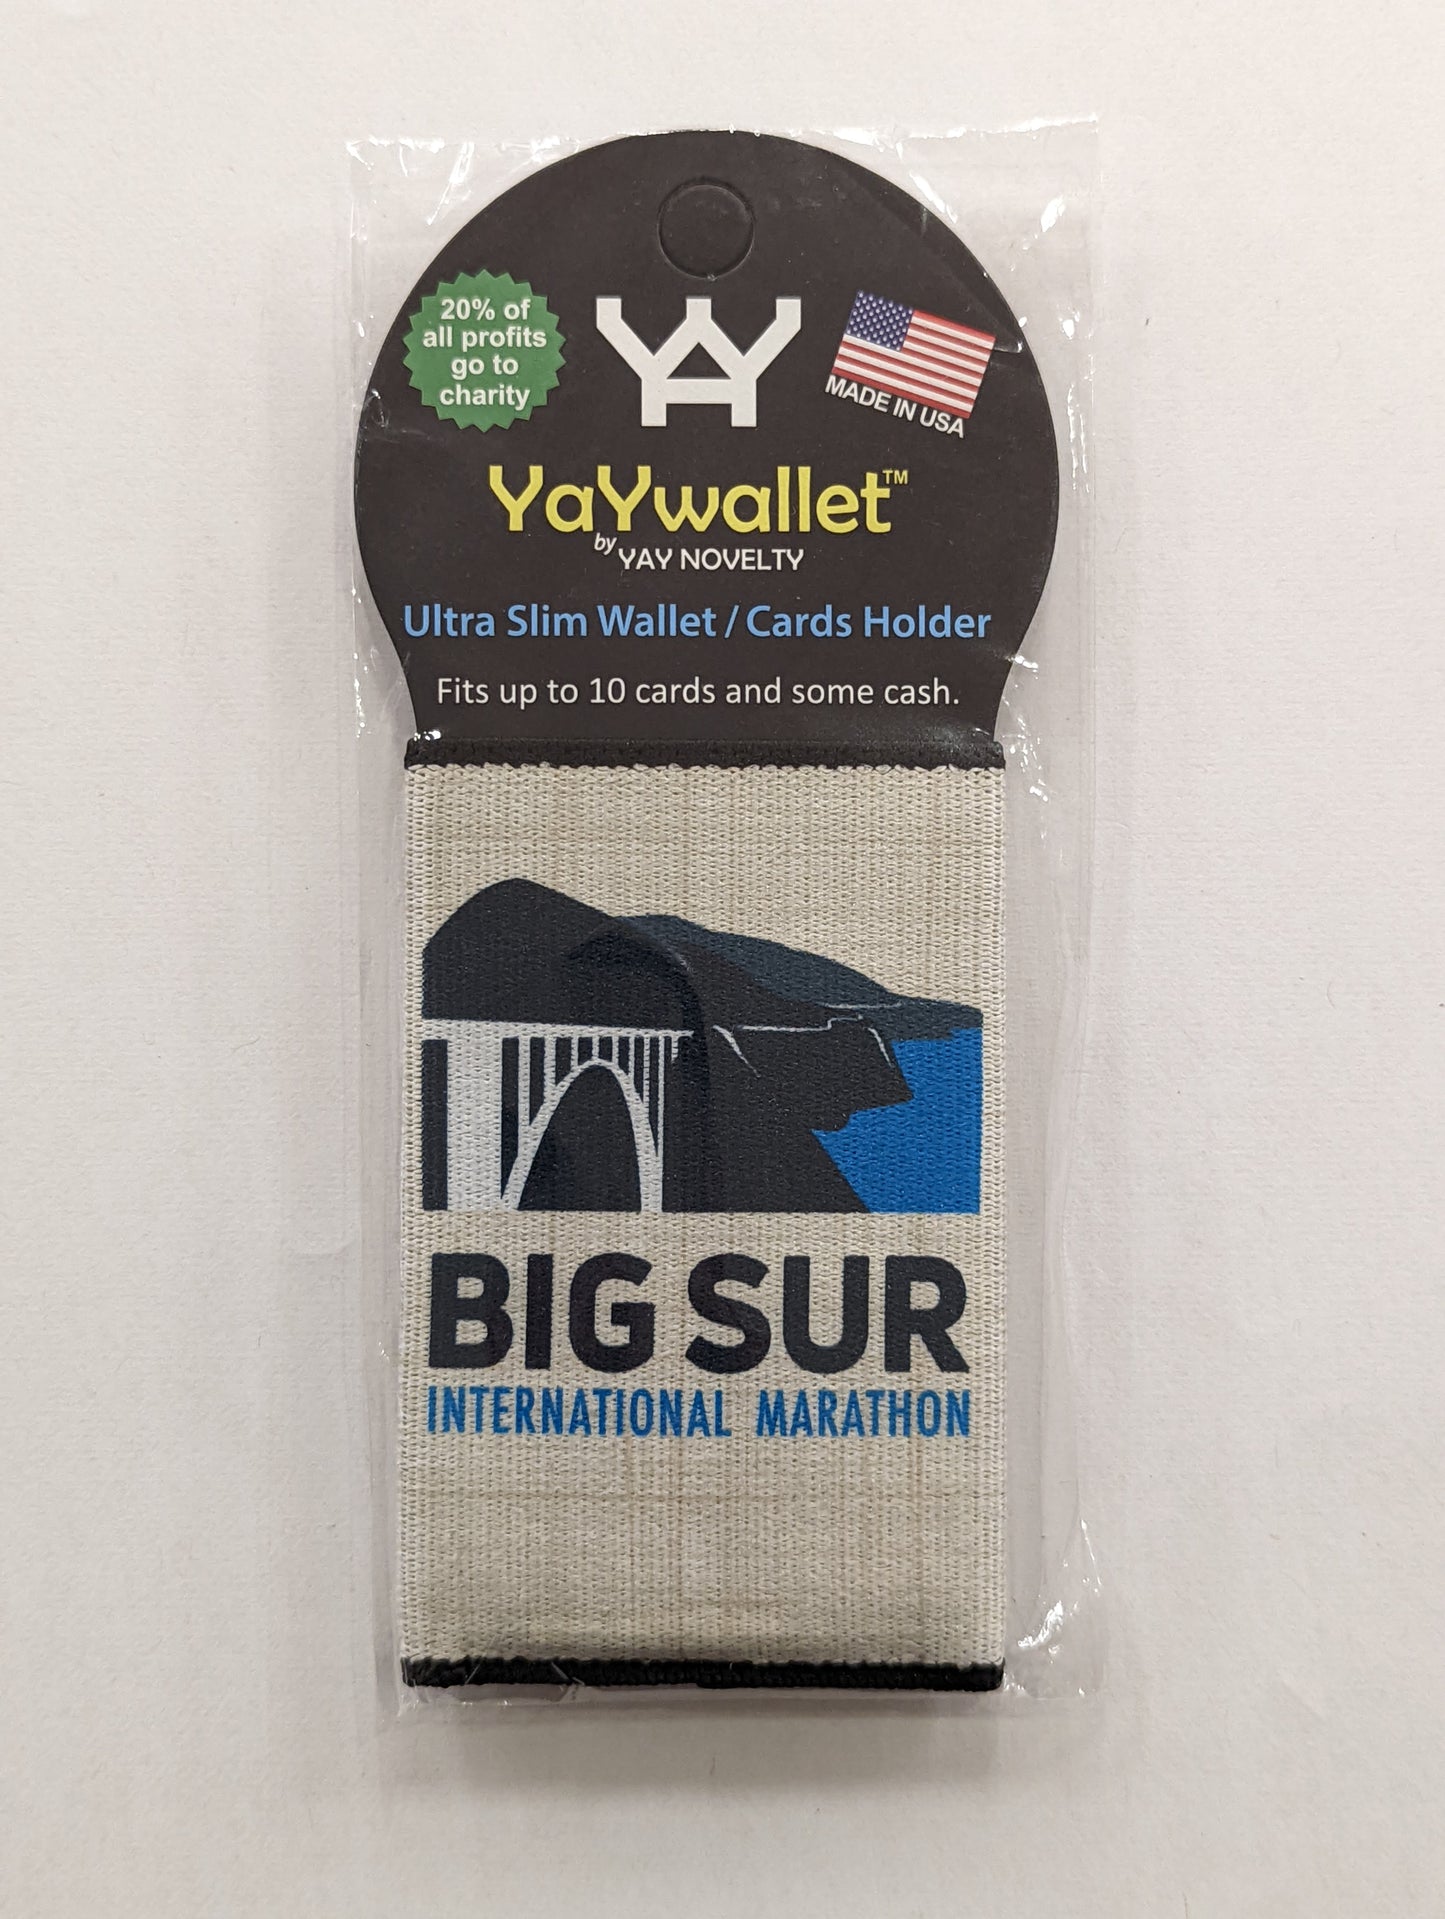 20% of
all profits
go to
charity
YAY
MADE IN USA
YaYwallet™
by YAY NOVELTY
Ultra Slim Wallet / Cards Holder
Fits up to 10 cards and some cash.
BIG SUR
INTERNATIONAL MARATHON